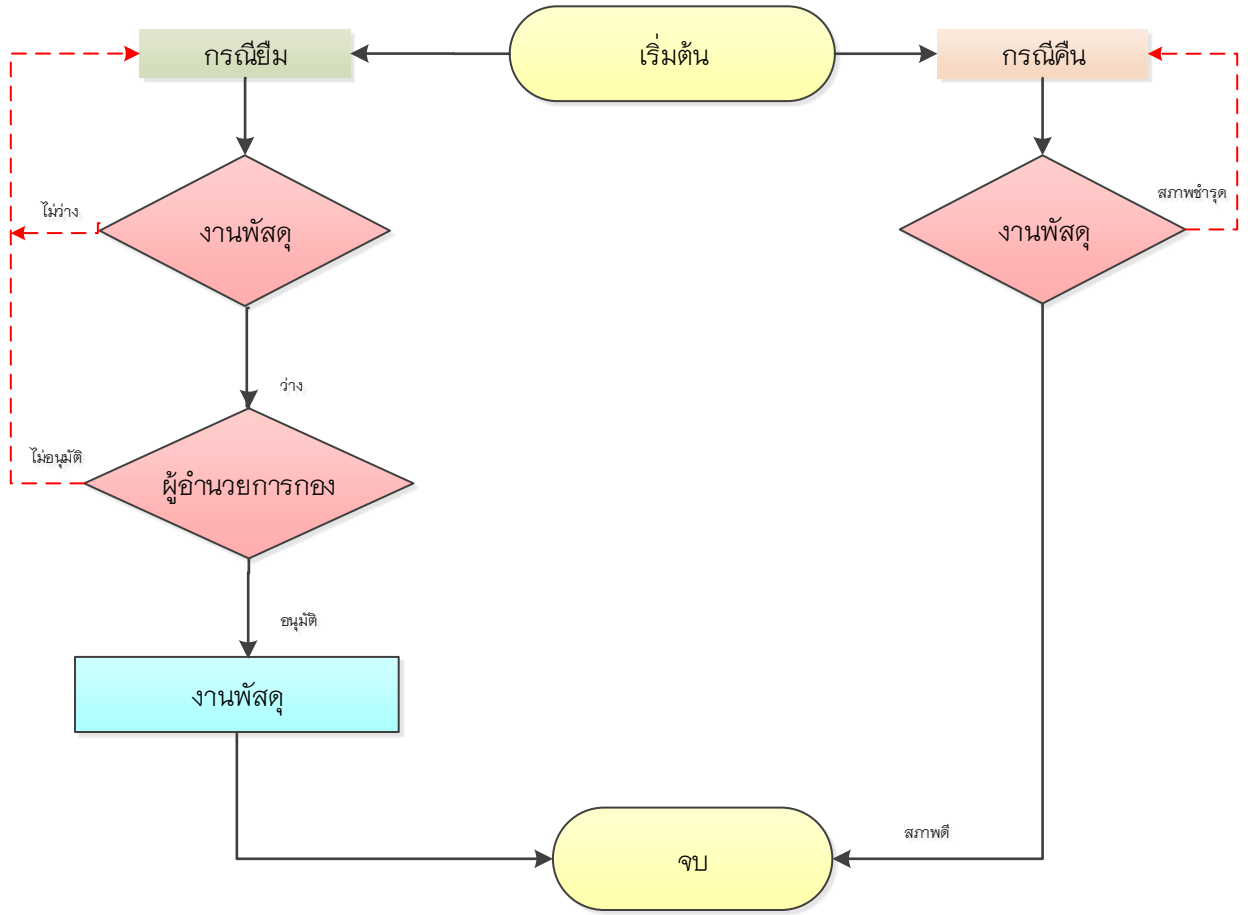 กรณียืม
เริ่มต้น
กรณีคืน
สภาพชำรุด
ไม่ว่าง
งานพัสดุ
งานพัสดุ
ว่าง
ไม่อนุมัติ
ผู้อำนวยการกอง
อนุมัติ
งานพัสดุ
สภาพดี
จบ